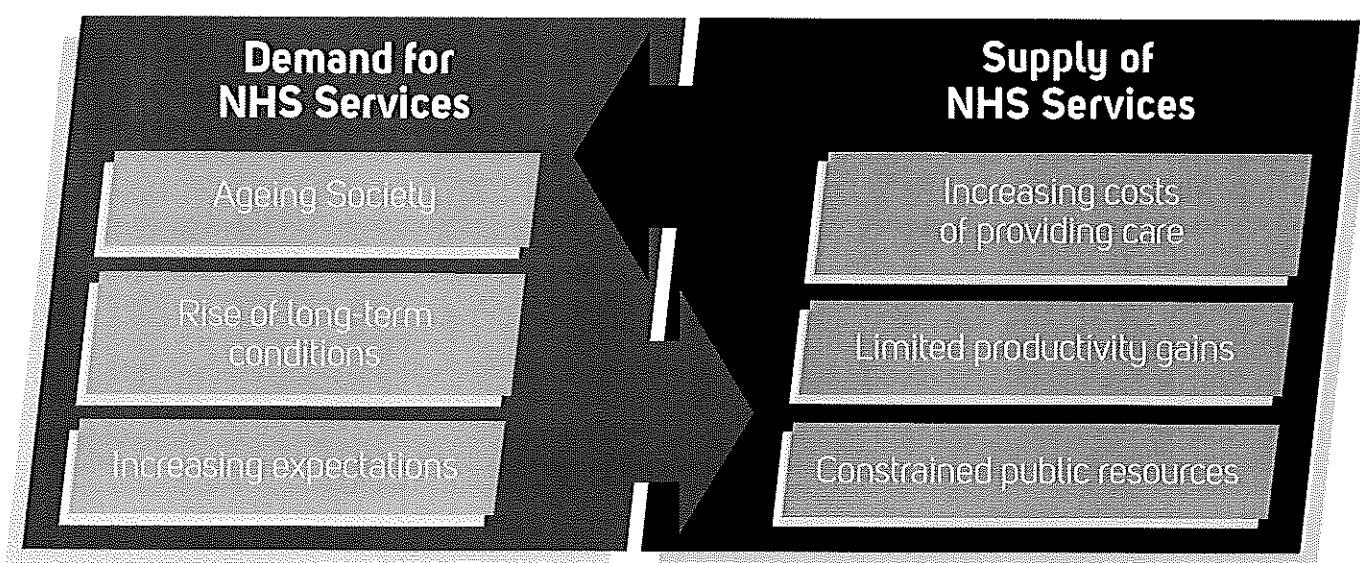 Demand for
NHS Services
Ageing Society
Rise of long-term
conditions
Increasing expectations
Supply of
NHS Services
Increasing costs
of providing care
Limited productivity gains
Constrained public resources